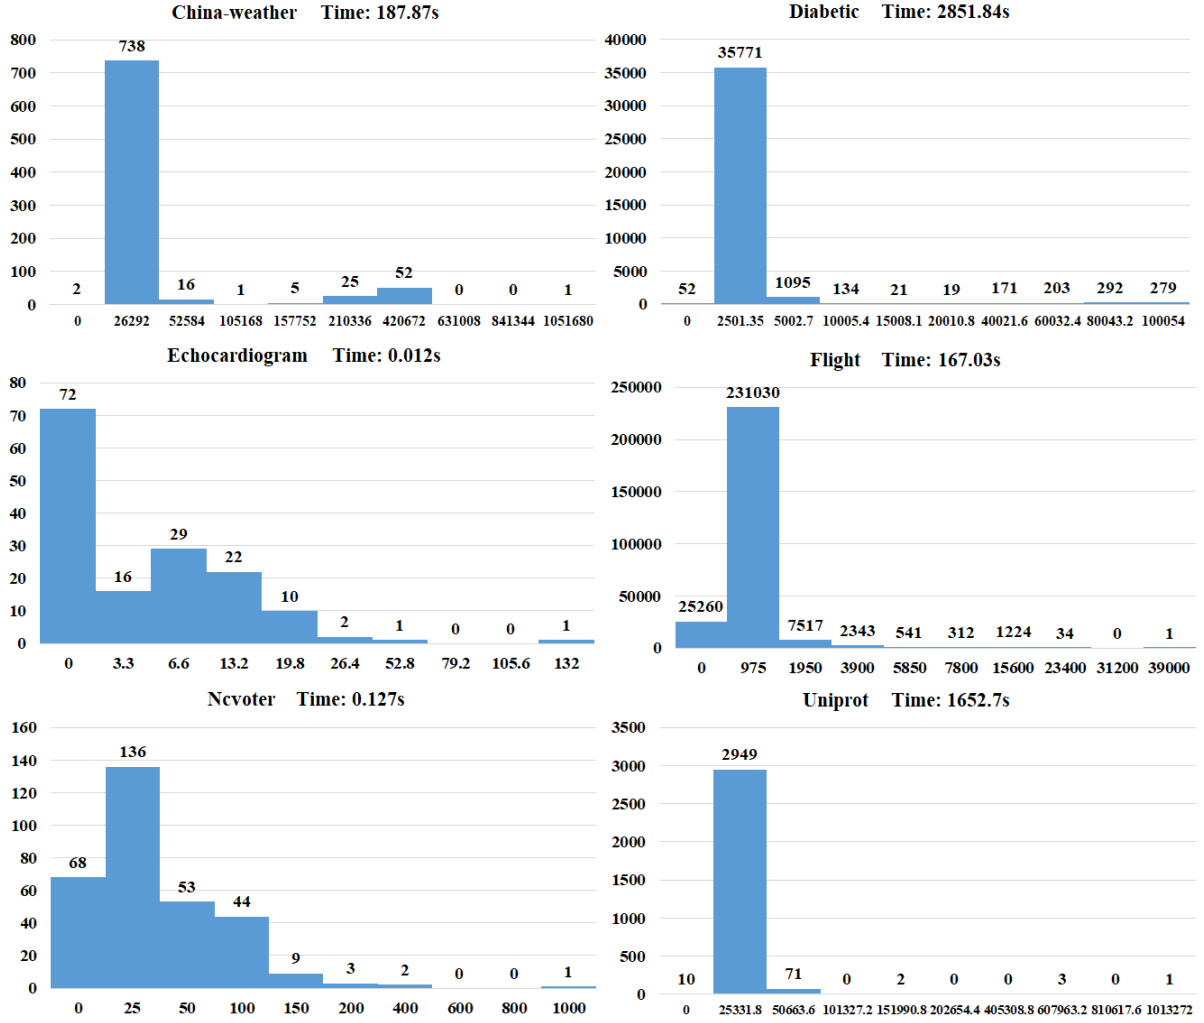 China-weather Time: 187.87s
800
700
600
500
400
300
200
100
0
2 738 16 1 5 25 52 0 0 1
0 26292 52584 105168 157752 210336 420672 631008 841344 1051680
Diabetic Time: 2851.84s
40000
35000
30000
25000
20000
15000
10000
5000
0
52 35771 1095 134 21 19 171 203 292 279
0 2501.35 5002.7 10005.4 15008.1 20010.8 40021.6 60032.4 80043.2 100054
Echocardiogram Time: 0.012s
80
70
60
50
40
30
20
10
0
72 16 29 22 10 2 1 0 0 1
0 3.3 6.6 13.2 19.8 26.4 52.8 79.2 105.6 132
Flight Time: 167.03s
250000
200000
150000
100000
50000
0
25260 231030 7517 2343 541 312 1224 34 0 1
0 975 1950 3900 5850 7800 15600 23400 31200 39000
Ncvoter Time: 0.127s
160
140
120
100
80
60
40
20
0
68 136 53 44 9 3 2 0 0 1
0 25 50 100 150 200 400 600 800 1000
Uniprot Time: 1652.7s
3500
3000
2500
2000
1500
1000
500
0
10 2949 71 0 2 0 0 3 0 1
0 25331.8 50663.6 101327.2 151990.8 202654.4 405308.8 607963.2 810617.6 1013272